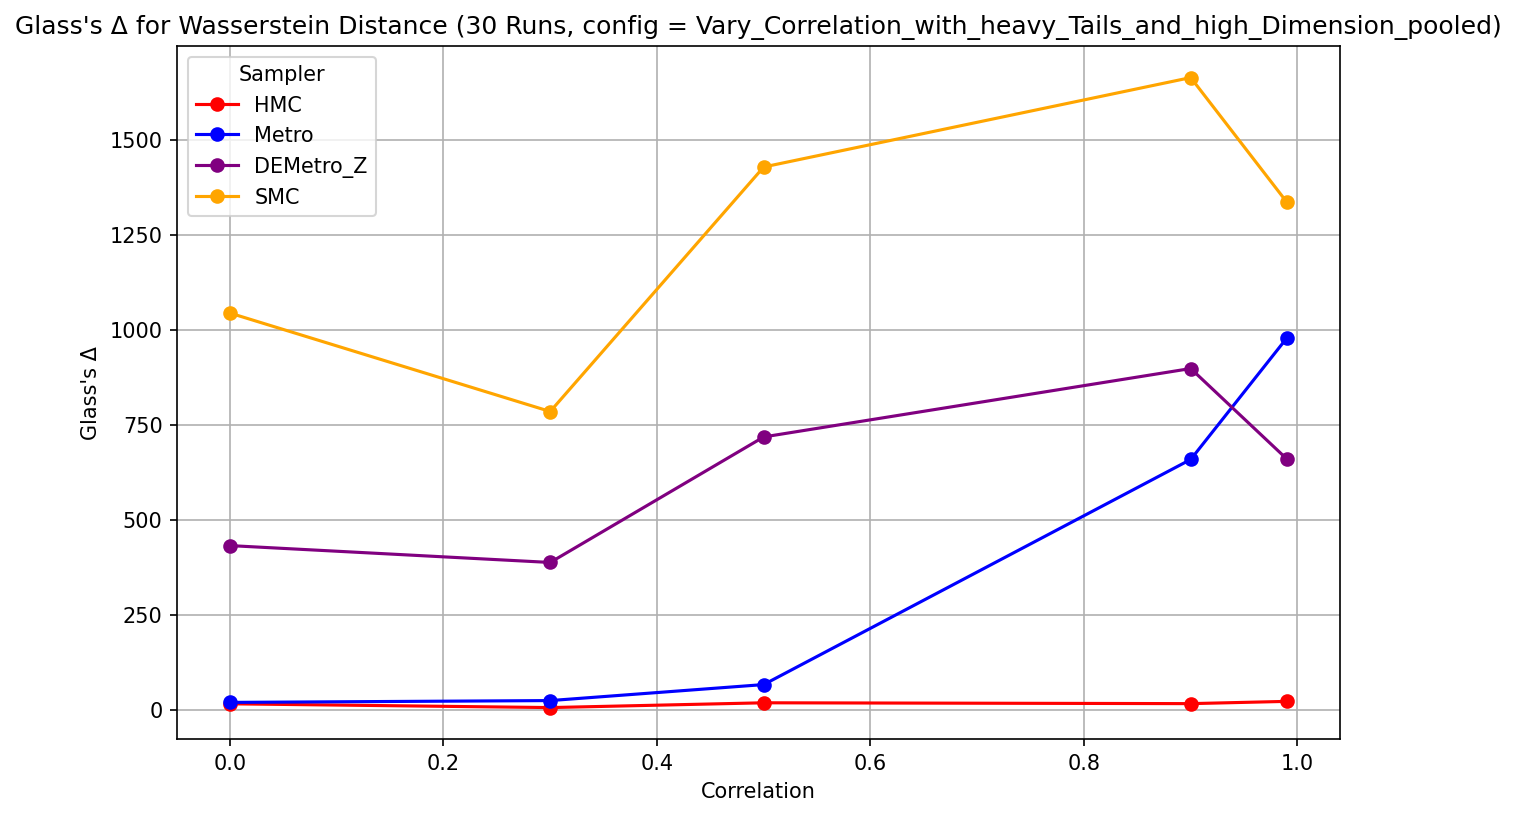 Glass's Δ for Wasserstein Distance (30 Runs, config = Vary_Correlation_with_heavy_Tails_and_high_Dimension_pooled)
Sampler
HMC
Metro
DEMetro_Z
SMC
Glass's Δ
1500
1250
1000
750
500
250
0
0.0 0.2 0.4 0.6 0.8 1.0
Correlation